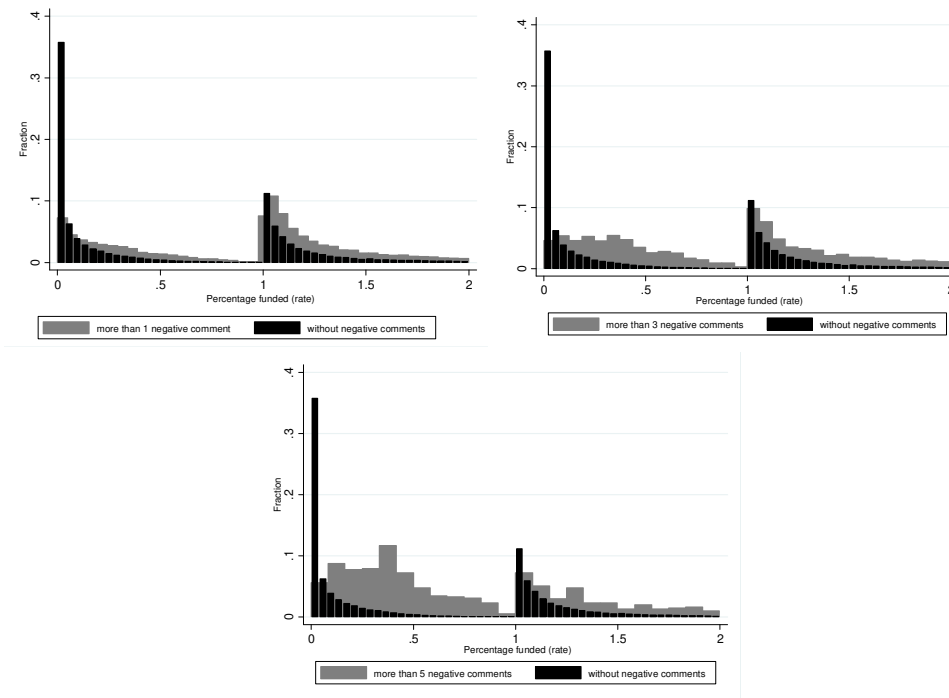 .4
.3
.2
.1
0
Fraction
0 .5 1 1.5 2
Percentage funded (rate)
more than 1 negative comment without negative comments
.4
.3
.2
.1
0
Fraction
0 .5 1 1.5
Percentage funded (rate)
more than 3 negative comments without negative comments
.4
.3
.2
.1
0
Fraction
0 .5 1 1.5 2
Percentage funded (rate)
more than 5 negative comments without negative comments